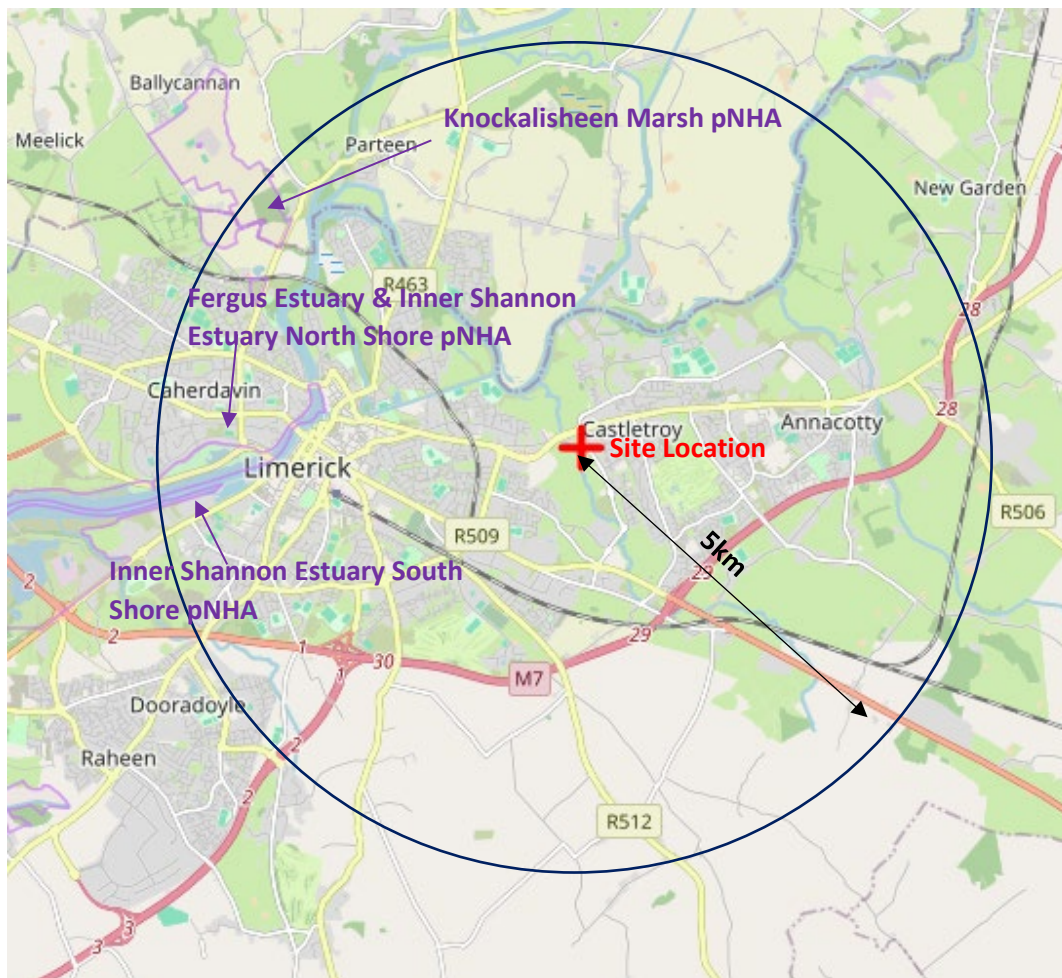 Ballycannan
Knockalisheen Marsh pNHA
Meelick
Parteen
New Garden
R463
Fergus Estuary & Inner Shannon
Estuary North Shore pNHA
28
Caherdavin
28
Castletroy
Annacotty
Site Location
Limerick
R509
R506
5km
29
Inner Shannon Estuary South
Shore pNHA
2
2
29
1
30
1
M7
Dooradoyle
2
Raheen
2
R512
3
3